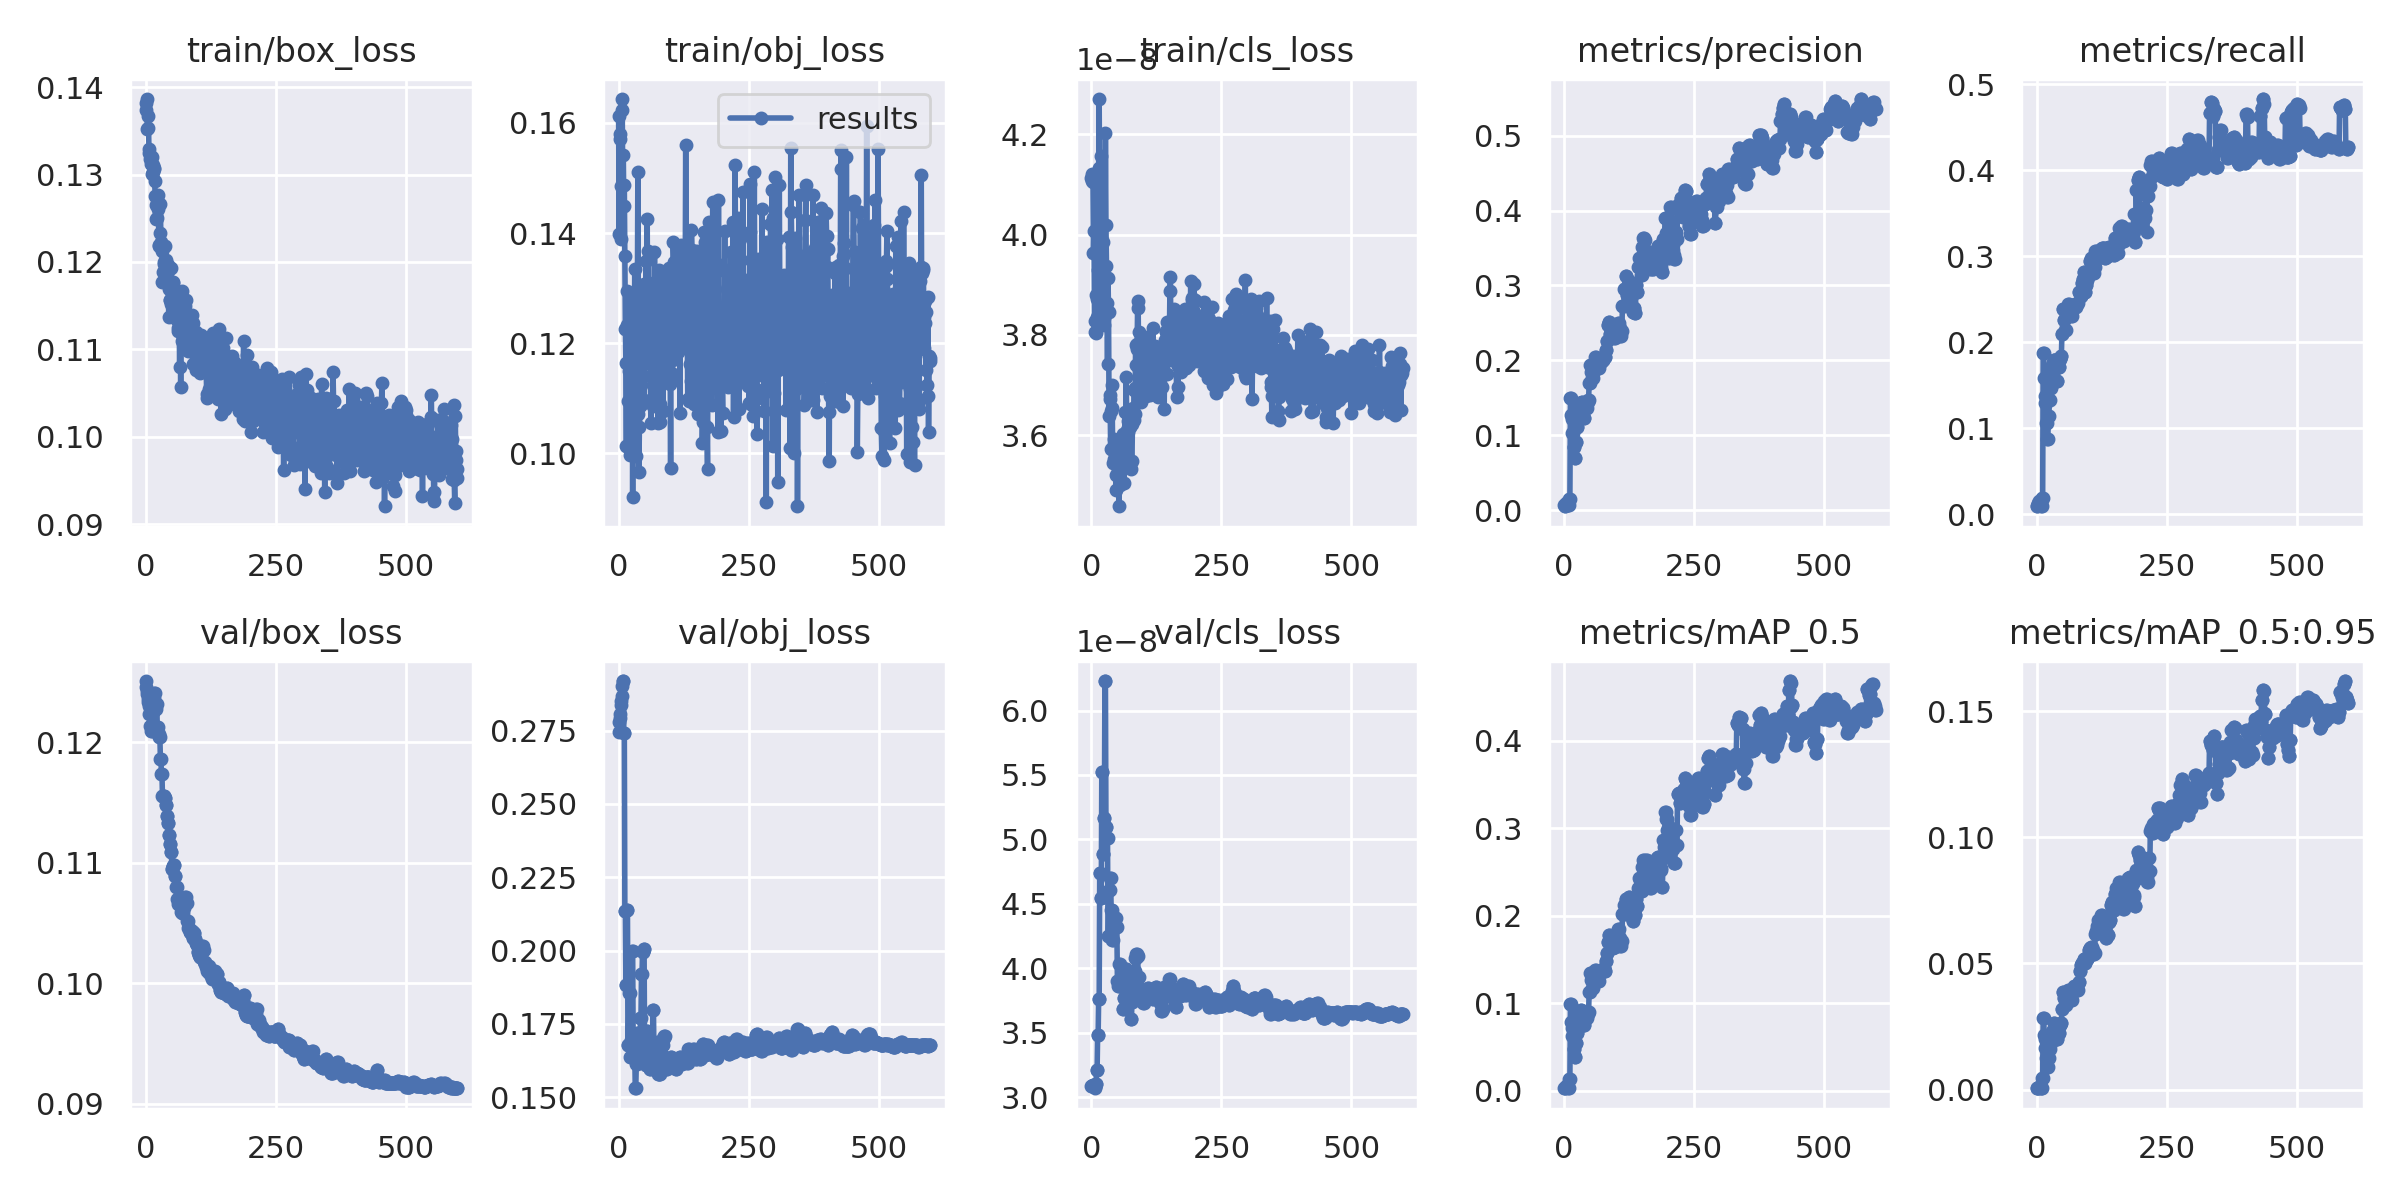 train/box_loss
0.14
0.13
0.12
0.11
0.10
0.09
0 250 500
train/obj_loss
results
0.16
0.14
0.12
0.10
0 250 500
train/cls_loss
1e−8
4.2
4.0
3.8
3.6
0 250 500
metrics/precision
0.5
0.4
0.3
0.2
0.1
0.0
0 250 500
metrics/recall
0.5
0.4
0.3
0.2
0.1
0.0
0 250 500
val/box_loss
0.12
0.11
0.10
0.09
0 250 500
val/obj_loss
0.275
0.250
0.225
0.200
0.175
0.150
0 250 500
val/cls_loss
1e−8
6.0
5.5
5.0
4.5
4.0
3.5
3.0
0 250 500
metrics/mAP_0.5
0.4
0.3
0.2
0.1
0.0
0 250 500
metrics/mAP_0.5:0.95
0.15
0.10
0.05
0.00
0 250 500